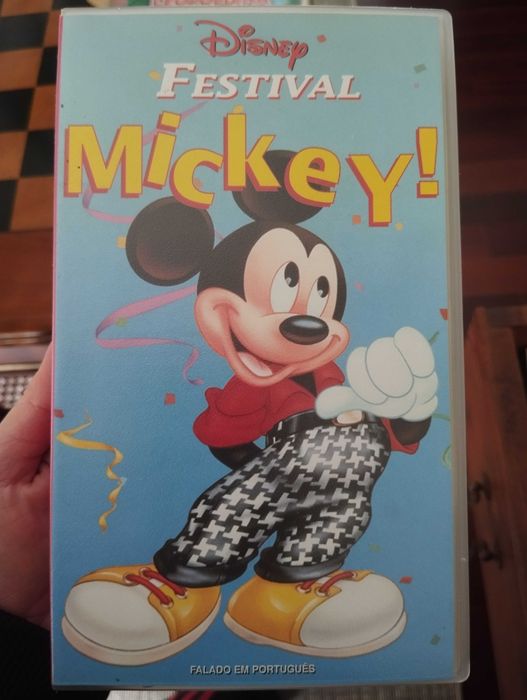 Disney
FESTIVAL
Mickey!
FALADO EM PORTUGUÊS